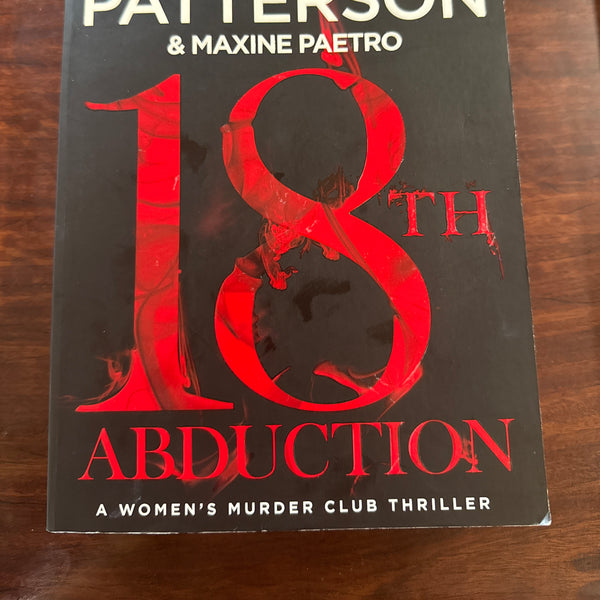 PATTERSON
& MAXINE PAETRO
18TH
ABDUCTION
A WOMEN'S MURDER CLUB THRILLER